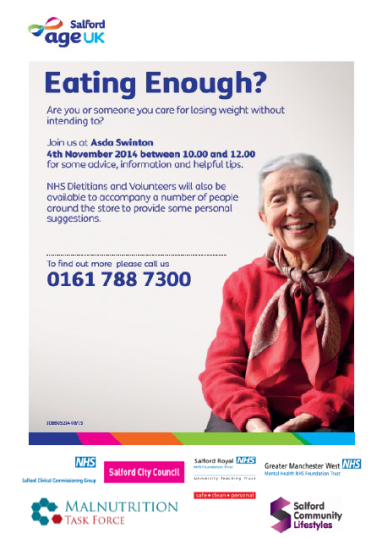 Salford
age UK
Eating Enough?
Are you or someone you care for losing weight without
intending to?
Join us at Asda Swinton
4th November 2014 between 10.00 and 12.00
for some advice, information and helpful tips.
NHS Dietitians and Volunteers will also be
available to accompany a number of people
around the store to provide some personal
suggestions.
To find out more please call us
0161 788 7300
NHS
Salford Clinical Commissioning Group
Salford City Council
Salford Royal NHS
NHS Foundation Trust
University Teaching Trust
safe • clean • personal
Greater Manchester West NHS
Mental Health NHS Foundation Trust
MALNUTRITION
TASK FORCE
Salford
Community
Lifestyles